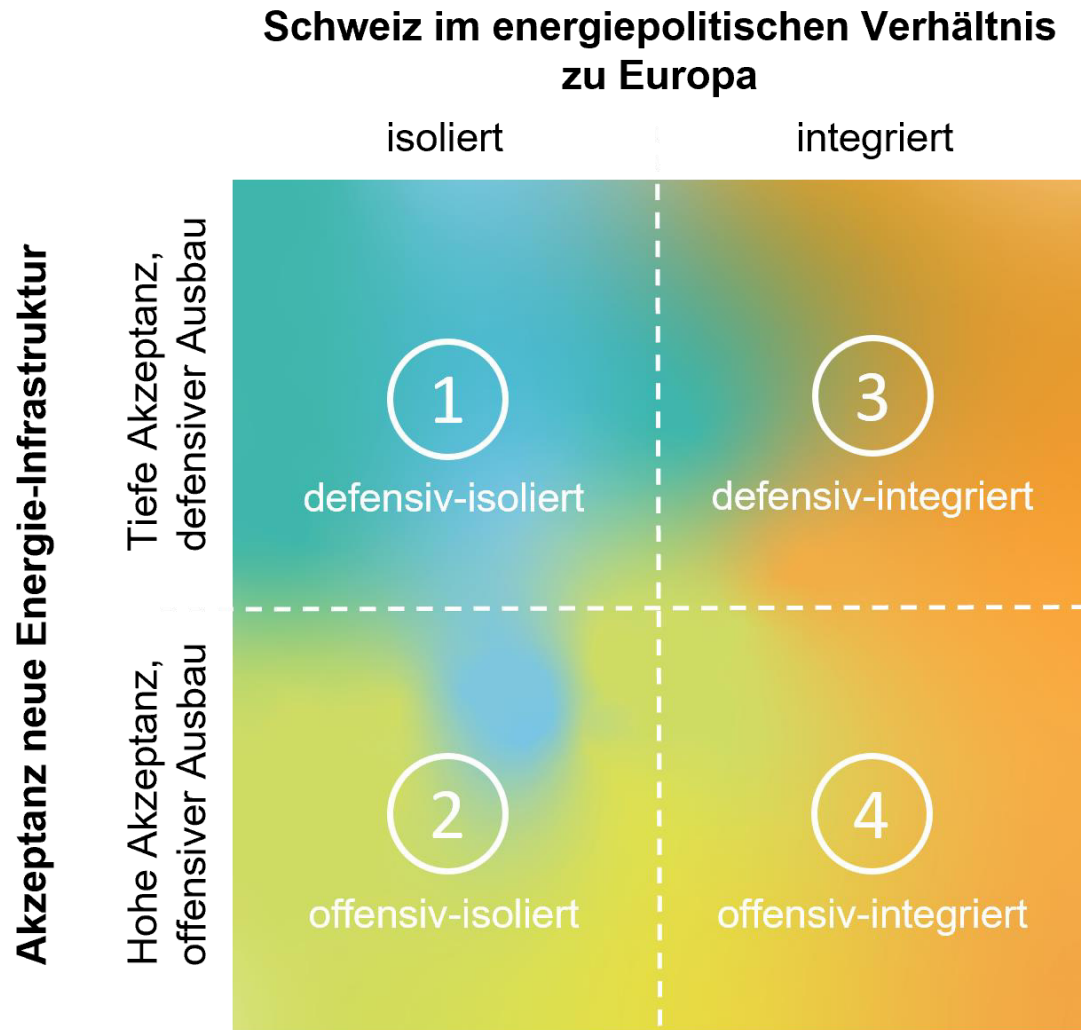 Schweiz im energiepolitischen Verhältnis
zu Europa
isoliert
integriert
Akzeptanz neue Energie-Infrastruktur
Tiefe Akzeptanz,
defensiver Ausbau
1
defensiv-isoliert
3
defensiv-integriert
Hohe Akzeptanz,
offensiver Ausbau
2
offensiv-isoliert
4
offensiv-integriert